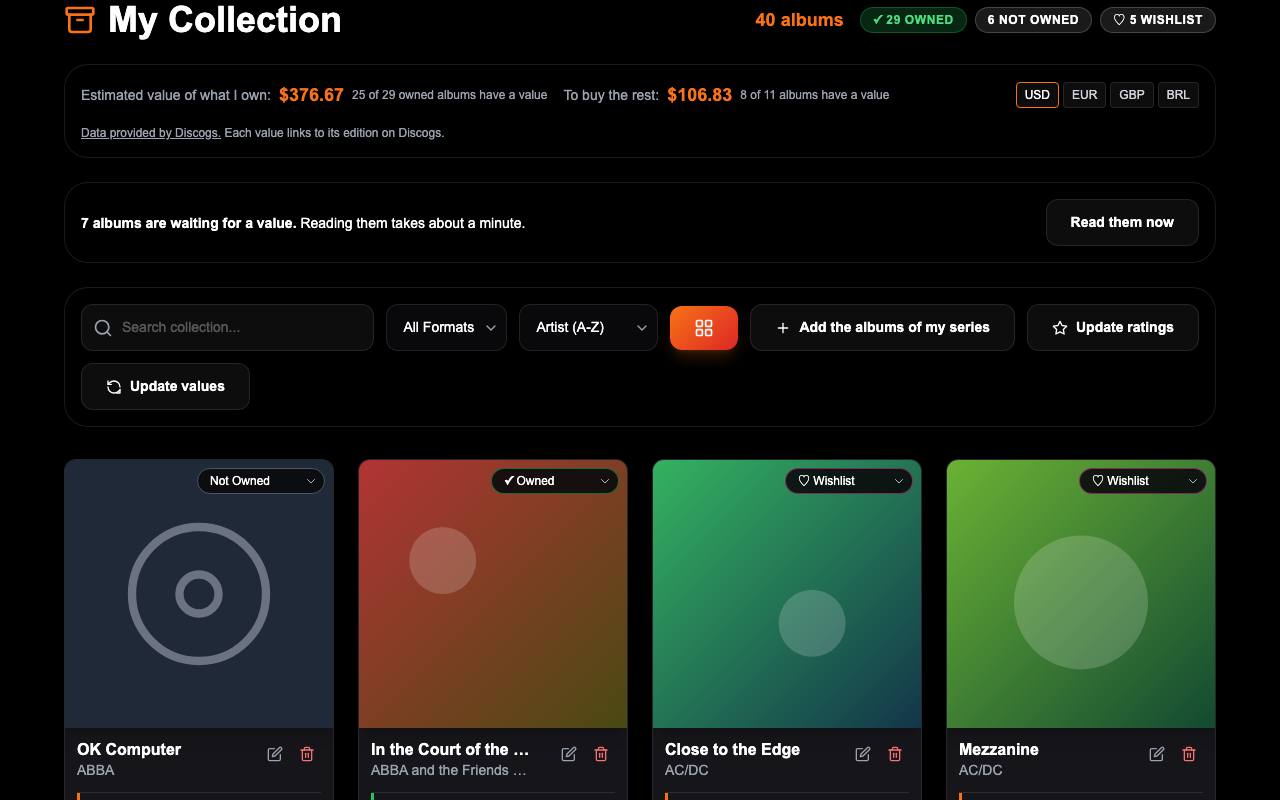 My Collection
40 albums
✓ 29 OWNED
6 NOT OWNED
♡ 5 WISHLIST
Estimated value of what I own: $376.67 25 of 29 owned albums have a value To buy the rest: $106.83 8 of 11 albums have a value
USD EUR GBP BRL
Data provided by Discogs. Each value links to its edition on Discogs.
7 albums are waiting for a value. Reading them takes about a minute.
Read them now
Search collection...
All Formats
Artist (A-Z)
Add the albums of my series
Update ratings
Update values
Not Owned
✓ Owned
♡ Wishlist
♡ Wishlist
OK Computer
ABBA
In the Court of the ...
ABBA and the Friends ...
Close to the Edge
AC/DC
Mezzanine
AC/DC